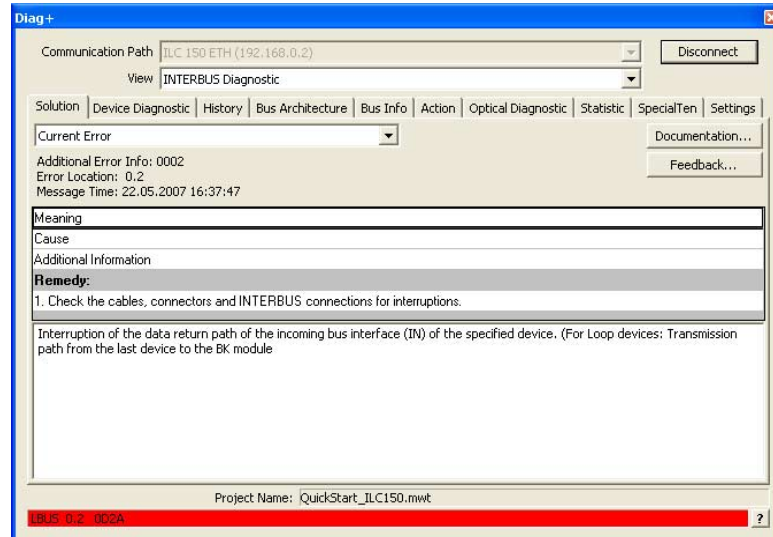 Diag+
Communication Path ILC 150 ETH (192.168.0.2) Disconnect
View INTERBUS Diagnostic
Solution Device Diagnostic History Bus Architecture Bus Info Action Optical Diagnostic Statistic SpecialTen Settings
Current Error Documentation...
Additional Error Info: 0002
Feedback...
Error Location: 0.2
Message Time: 22.05.2007 16:37:47
Meaning
Cause
Additional Information
Remedy:
1. Check the cables, connectors and INTERBUS connections for interruptions.
Interruption of the data return path of the incoming bus interface (IN) of the specified device. (For Loop devices: Transmission
path from the last device to the BK module
Project Name: QuickStart_ILC150.mwt
LBUS 0.2 0D2A ?